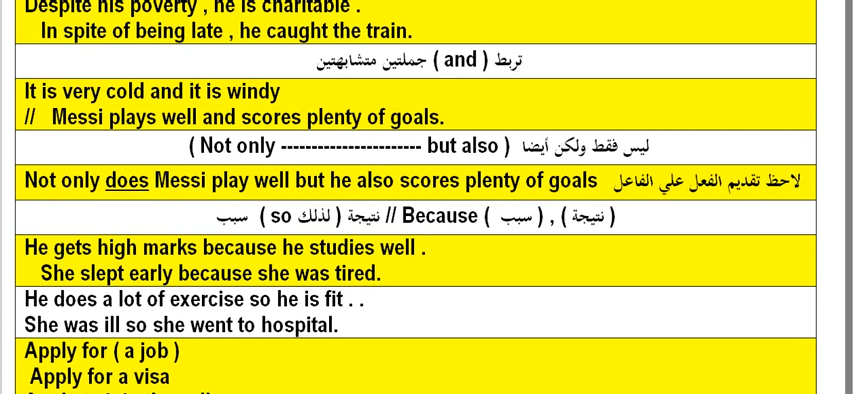 Despite his poverty , he is charitable .
In spite of being late , he caught the train.
تربط ( and ) جملتين متشابهتين
It is very cold and it is windy
// Messi plays well and scores plenty of goals.
( Not only ----------------------- but also ) ليس فقط ولكن أيضا
Not only does Messi play well but he also scores plenty of goals لاحظ تقديم الفعل علي الفاعل
سبب ( so لذلك ) نتيجة // Because ( سبب ) , ( نتيجة )
He gets high marks because he studies well .
She slept early because she was tired.
He does a lot of exercise so he is fit . .
She was ill so she went to hospital.
Apply for ( a job )
Apply for a visa